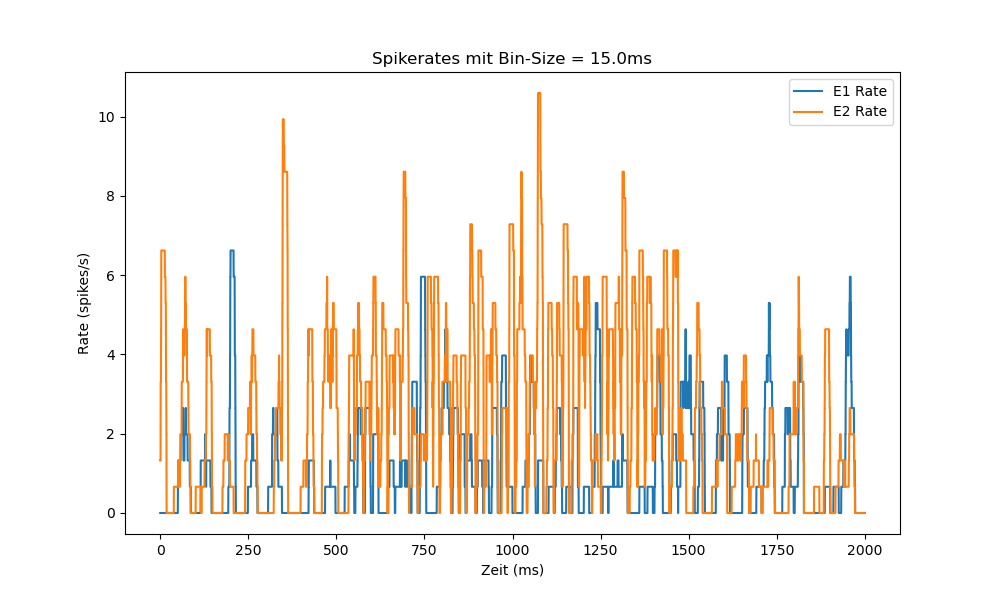 Spikerates mit Bin-Size = 15.0ms
E1 Rate
E2 Rate
Rate (spikes/s)
10
8
6
4
2
0
0 250 500 750 1000 1250 1500 1750 2000
Zeit (ms)